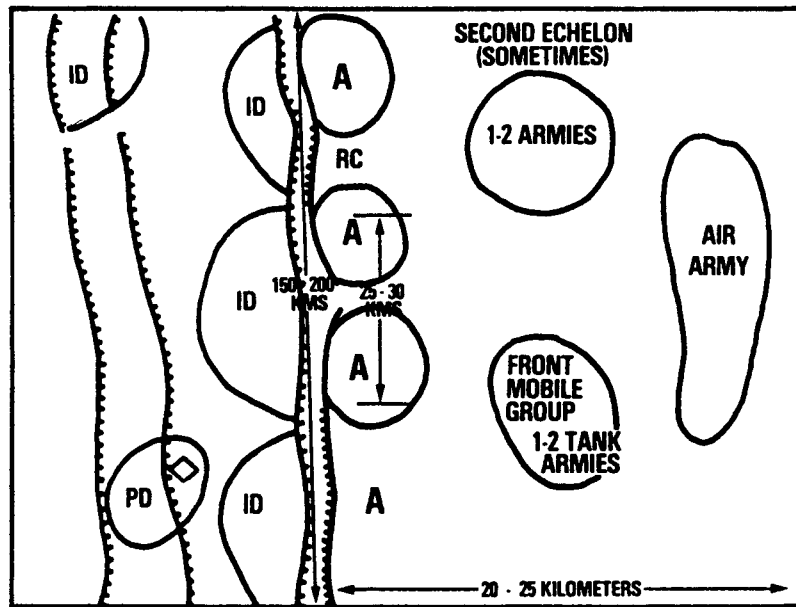 SECOND ECHELON
(SOMETIMES)
ID
A
ID
1-2 ARMIES
RC
A
AIR
ARMY
150 - 200
KMS
25 - 30
KMS
ID
A
FRONT
MOBILE
GROUP
1-2 TANK
ARMIES
PD
ID
A
20 - 25 KILOMETERS